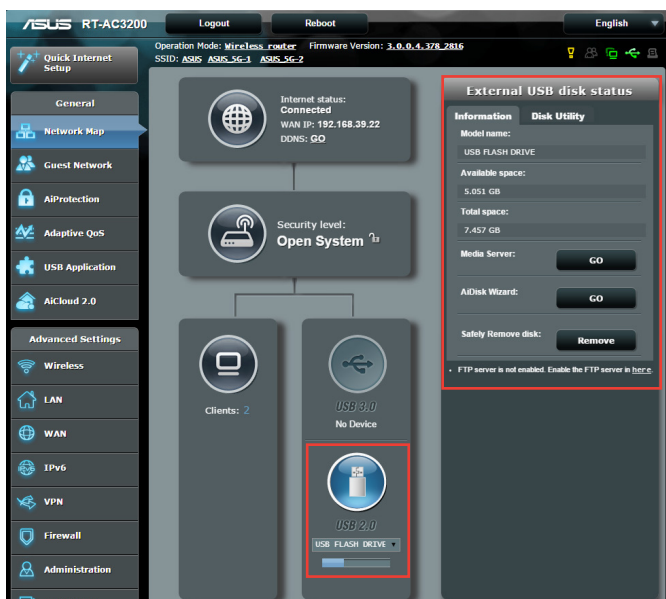 ASUS RT-AC3200
Logout
Reboot
English
Quick Internet
Setup
Operation Mode: Wireless router Firmware Version: 3.0.0.4.378_2816
SSID: ASUS ASUS_5G-1 ASUS_5G-2
General
Network Map
Guest Network
AiProtection
Adaptive QoS
USB Application
AiCloud 2.0
Advanced Settings
Wireless
LAN
WAN
IPv6
VPN
Firewall
Administration
Internet status:
Connected
WAN IP: 192.168.39.22
DDNS: GO
Security level:
Open System
Clients: 2
USB 3.0
No Device
USB 2.0
USB FLASH DRIVE
External USB disk status
Information Disk Utility
Model name:
USB FLASH DRIVE
Available space:
5.051 GB
Total space:
7.457 GB
Media Server: GO
AiDisk Wizard: GO
Safely Remove disk: Remove
• FTP server is not enabled. Enable the FTP server in here.